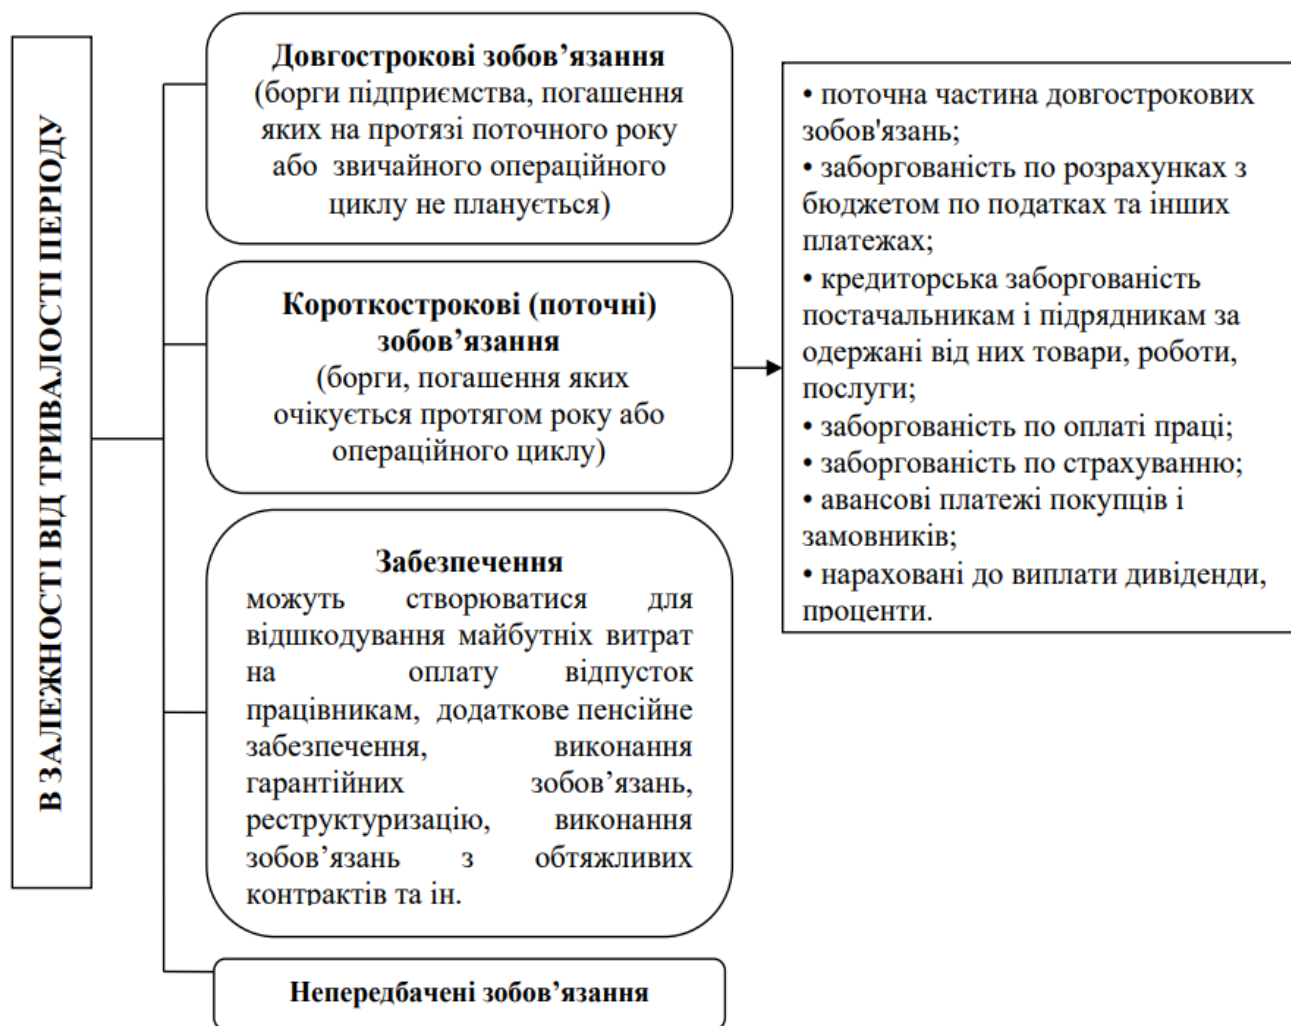 В ЗАЛЕЖНОСТІ ВІД ТРИВАЛОСТІ ПЕРІОДУ
Довгострокові зобов’язання
(борги підприємства, погашення
яких на протязі поточного року
або звичайного операційного
циклу не планується)
Короткострокові (поточні)
зобов’язання
(борги, погашення яких
очікується протягом року або
операційного циклу)
Забезпечення
можуть створюватися для
відшкодування майбутніх витрат
на оплату відпусток
працівникам, додаткове пенсійне
забезпечення, виконання
гарантійних зобов’язань,
реструктуризацію, виконання
зобов’язань з обтяжливих
контрактів та ін.
Непередбачені зобов’язання
• поточна частина довгострокових
зобов'язань;
• заборгованість по розрахунках з
бюджетом по податках та інших
платежах;
• кредиторська заборгованість
постачальникам і підрядникам за
одержані від них товари, роботи,
послуги;
• заборгованість по оплаті праці;
• заборгованість по страхуванню;
• авансові платежі покупців і
замовників;
• нараховані до виплати дивіденди,
проценти.